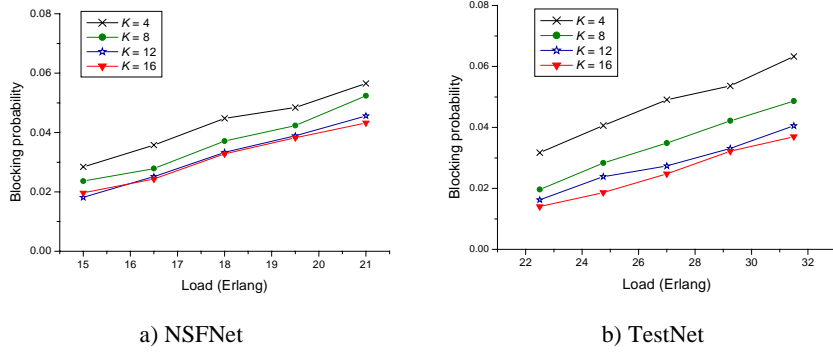 K = 4
K = 8
K = 12
K = 16
0.08
0.06
0.04
0.02
0.00
Blocking probability
15 16 17 18 19 20 21
Load (Erlang)
a) NSFNet
K = 4
K = 8
K = 12
K = 16
0.08
0.06
0.04
0.02
0.00
Blocking probability
22 24 26 28 30 32
Load (Erlang)
b) TestNet